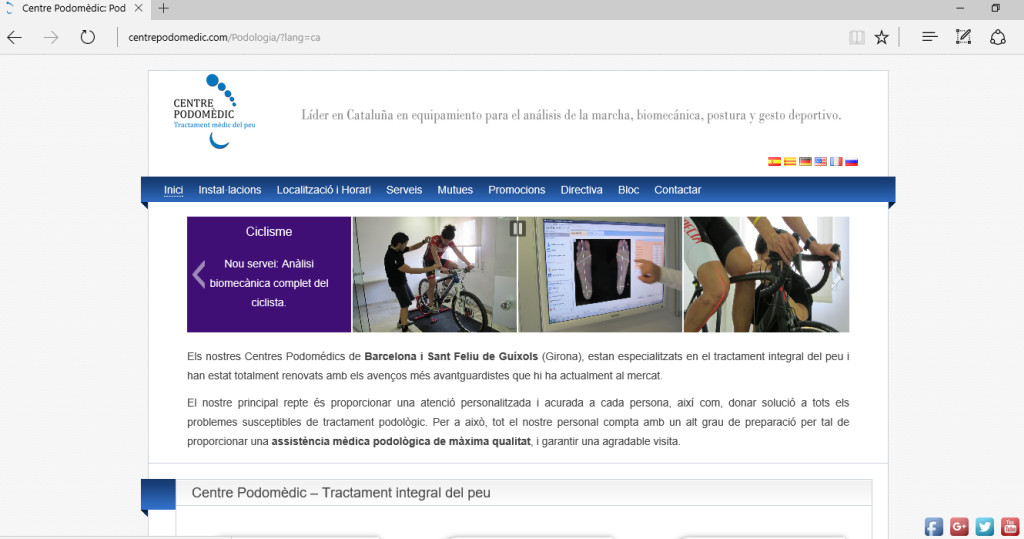 Centre Podomèdic: Pod
centrepodomedic.com/Podologia/?lang=ca
CENTRE
PODOMÈDIC
Tractament mèdic del peu
Líder en Cataluña en equipamiento para el análisis de la marcha, biomecánica, postura y gesto deportivo.
Inici Instal·lacions Localització i Horari Serveis Mutues Promocions Directiva Bloc Contactar
Ciclisme
Nou servei: Anàlisi
biomecànica complet del
ciclista.
Els nostres Centres Podomédics de Barcelona i Sant Feliu de Guíxols (Girona), estan especialitzats en el tractament integral del peu i
han estat totalment renovats amb els avenços més avantguardistes que hi ha actualment al mercat.
El nostre principal repte és proporcionar una atenció personalitzada i acurada a cada persona, així com, donar solució a tots els
problemes susceptibles de tractament podològic. Per a això, tot el nostre personal compta amb un alt grau de preparació per tal de
proporcionar una assistència mèdica podològica de màxima qualitat, i garantir una agradable visita.
Centre Podomèdic – Tractament integral del peu